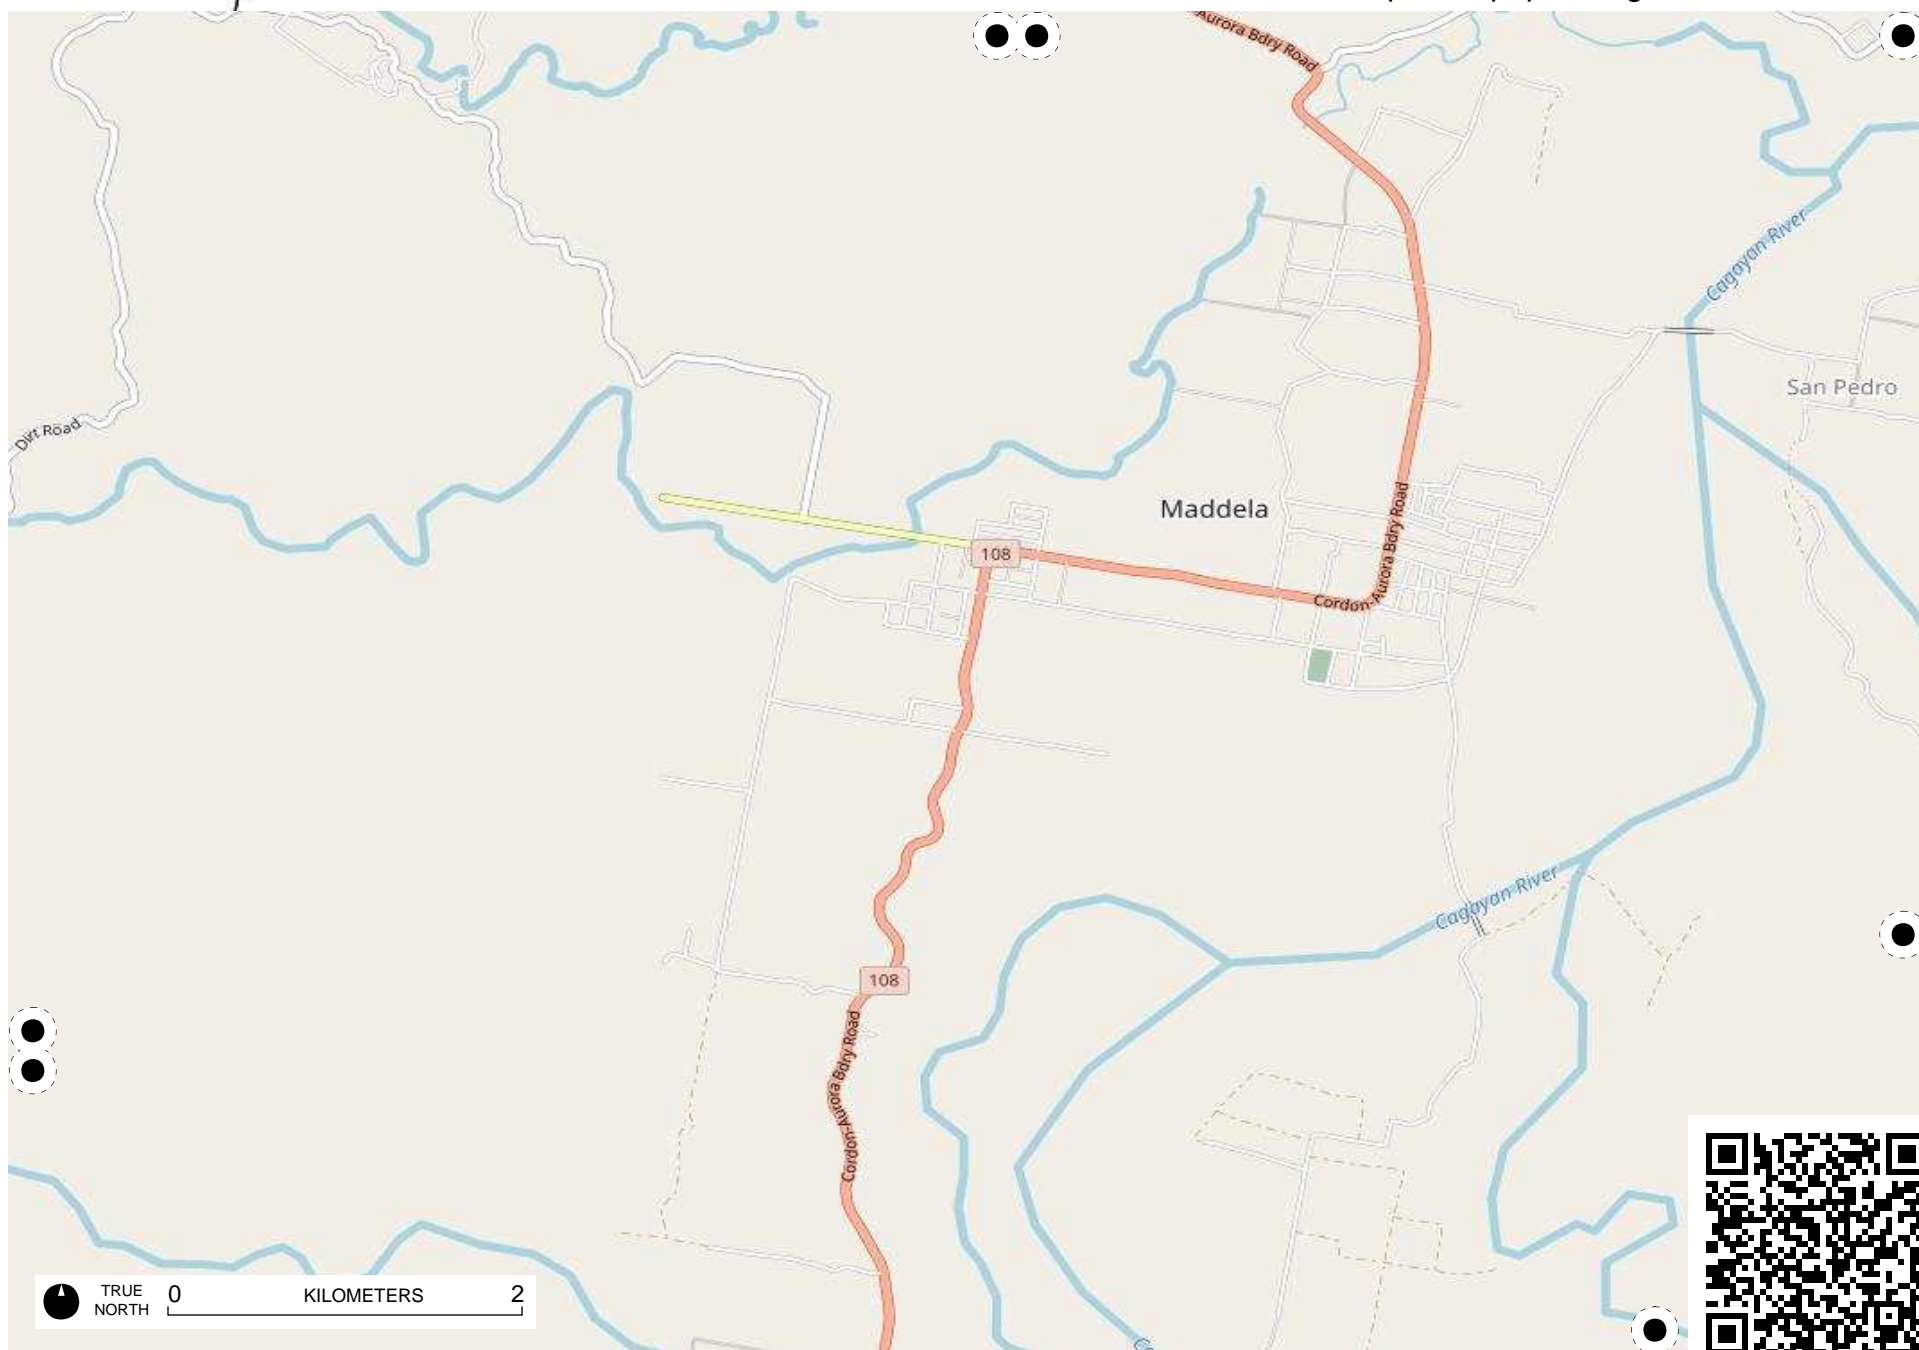 Aurora Bdry Road
Cagayan River
San Pedro
Dirt Road
Maddela
Cordon-Aurora Bdry Road
108
Cagayan River
108
Cordon-Aurora Bdry Road
TRUE
NORTH
0 KILOMETERS 2